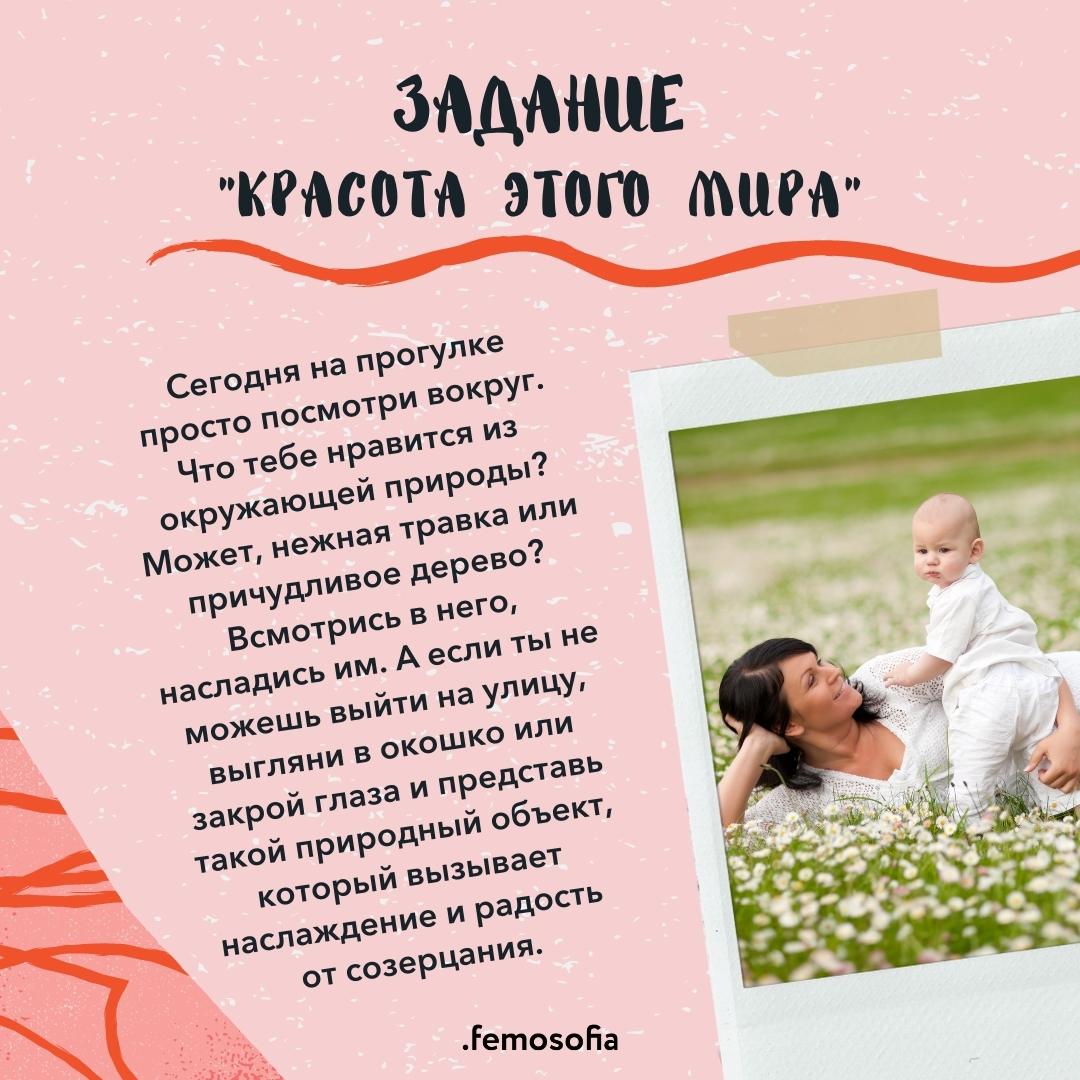 ЗАДАНИЕ
"КРАСОТА ЭТОГО МИРА"
Сегодня на прогулке
просто посмотри вокруг.
Что тебе нравится из
окружающей природы?
Может, нежная травка или
причудливое дерево?
Всмотрись в него,
насладись им. А если ты не
можешь выйти на улицу,
выгляни в окошко или
закрой глаза и представь
такой природный объект,
который вызывает
наслаждение и радость
от созерцания.
.femosofia